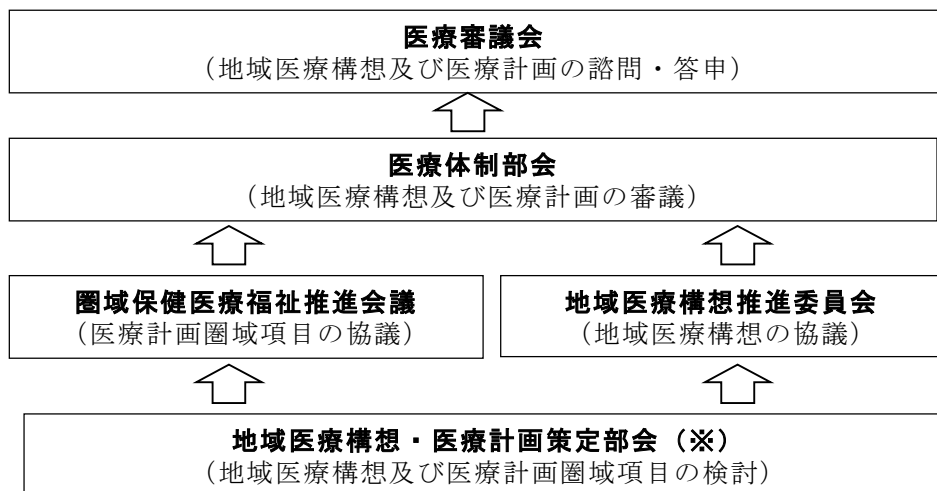 医療審議会
（地域医療構想及び医療計画の諮問・答申）
医療体制部会
（地域医療構想及び医療計画の審議）
圏域保健医療福祉推進会議
（医療計画圏域項目の協議）
地域医療構想推進委員会
（地域医療構想の協議）
地域医療構想・医療計画策定部会（※）
（地域医療構想及び医療計画圏域項目の検討）